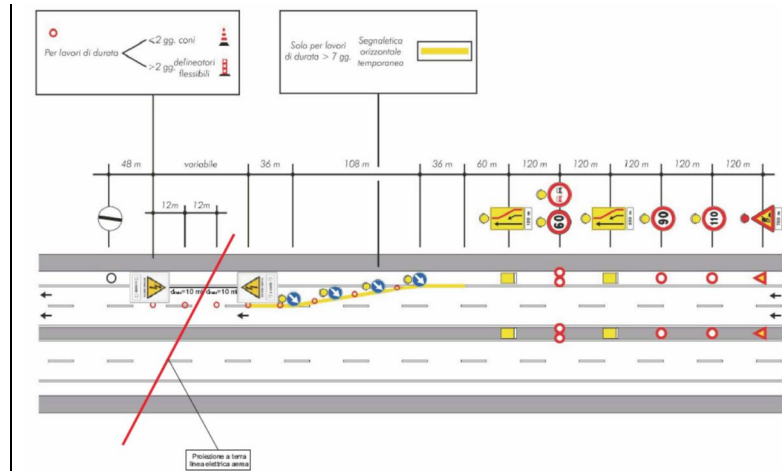 <2 gg. coni
Per lavori di durata
>2 gg. delineatori
flessibili
Solo per lavori
di durata > 7 gg.
Segnaletica
orizzontale
temporanea
48 m variabile 36 m 108 m 36 m 60 m 120 m 120 m 120 m 120 m 120 m
12m 12m
60 90 110
=10 m =10 m
Proiezione a terra
linea elettrica aerea